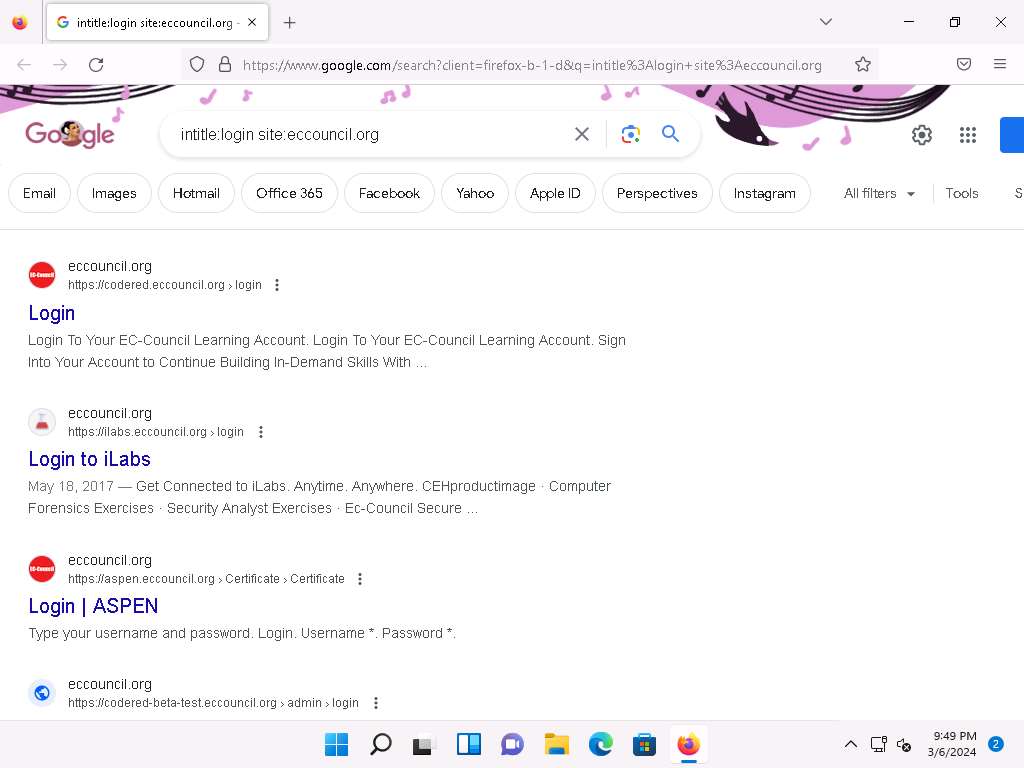 intitle:login site:eccouncil.org -
https://www.google.com/search?client=firefox-b-1-d&q=intitle%3Alogin+site%3Aeccouncil.org
Google
intitle:login site:eccouncil.org
Email
Images
Hotmail
Office 365
Facebook
Yahoo
Apple ID
Perspectives
Instagram
All filters
Tools
S
EC-Council
eccouncil.org
https://codered.eccouncil.org › login
Login
Login To Your EC-Council Learning Account. Login To Your EC-Council Learning Account. Sign
Into Your Account to Continue Building In-Demand Skills With ...
eccouncil.org
https://ilabs.eccouncil.org › login
Login to iLabs
May 18, 2017 — Get Connected to iLabs. Anytime. Anywhere. CEHproductimage · Computer
Forensics Exercises · Security Analyst Exercises · Ec-Council Secure ...
EC-Council
eccouncil.org
https://aspen.eccouncil.org › Certificate › Certificate
Login | ASPEN
Type your username and password. Login. Username *. Password *.
eccouncil.org
https://codered-beta-test.eccouncil.org › admin › login
9:49 PM
3/6/2024
2